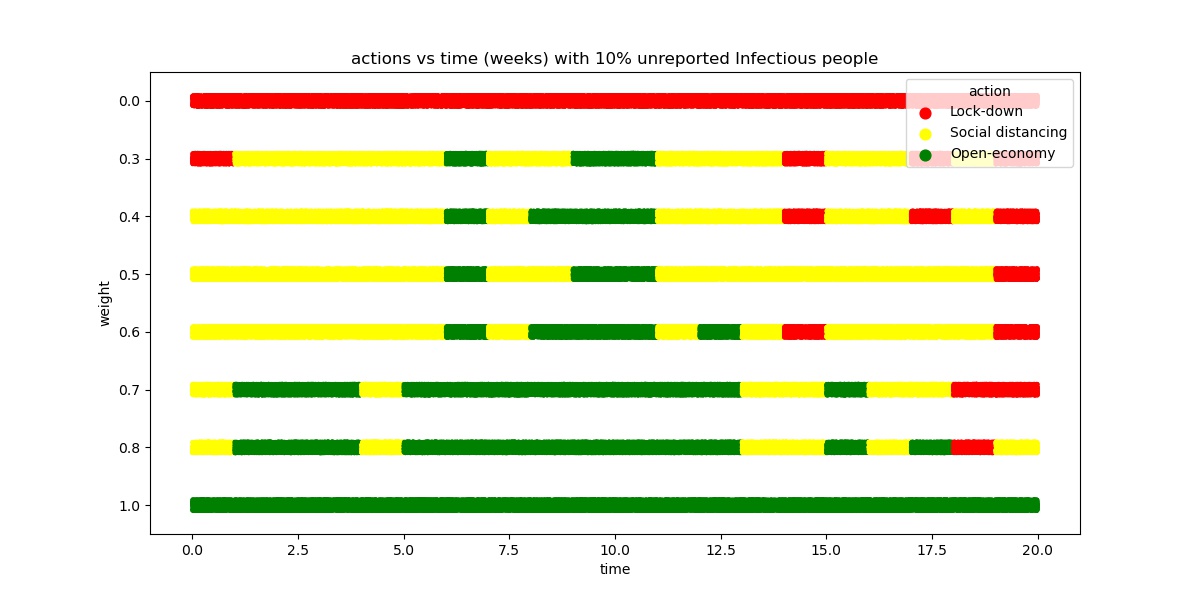 actions vs time (weeks) with 10% unreported Infectious people
action
Lock-down
Social distancing
Open-economy
weight
0.0
0.3
0.4
0.5
0.6
0.7
0.8
1.0
0.0 2.5 5.0 7.5 10.0 12.5 15.0 17.5 20.0
time